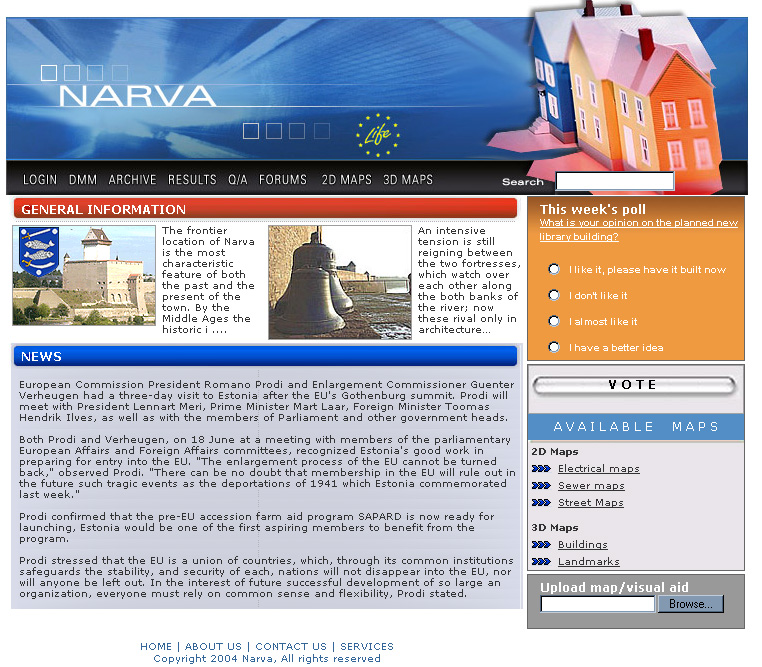 NARVA
Life
LOGIN DMM ARCHIVE RESULTS Q/A FORUMS 2D MAPS 3D MAPS
Search
GENERAL INFORMATION
The frontier
location of Narva
is the most
characteristic
feature of both
the past and the
present of the
town. By the
Middle Ages the
historic i ....
An intensive
tension is still
reigning between
the two fortresses,
which watch over
each other along
the both banks of
the river; now
these rival only in
architecture...
NEWS
European Commission President Romano Prodi and Enlargement Commissioner Guenter
Verheugen had a three-day visit to Estonia after the EU's Gothenburg summit. Prodi will
meet with President Lennart Meri, Prime Minister Mart Laar, Foreign Minister Toomas
Hendrik Ilves, as well as with the members of Parliament and other government heads.
Both Prodi and Verheugen, on 18 June at a meeting with members of the parliamentary
European Affairs and Foreign Affairs committees, recognized Estonia's good work in
preparing for entry into the EU. "The enlargement process of the EU cannot be turned
back," observed Prodi. "There can be no doubt that membership in the EU will rule out in
the future such tragic events as the deportations of 1941 which Estonia commemorated
last week."
Prodi confirmed that the pre-EU accession farm aid program SAPARD is now ready for
launching, Estonia would be one of the first aspiring members to benefit from the
program.
Prodi stressed that the EU is a union of countries, which, through its common institutions
safeguards the stability, and security of each, nations will not disappear into the EU, nor
will anyone be left out. In the interest of future successful development of so large an
organization, everyone must rely on common sense and flexibility, Prodi stated.
This week's poll
What is your opinion on the planned new
library building?
I like it, please have it built now
I don't like it
I almost like it
I have a better idea
VOTE
AVAILABLE MAPS
2D Maps
Electrical maps
Sewer maps
Street Maps
3D Maps
Buildings
Landmarks
Upload map/visual aid
Browse...
HOME | ABOUT US | CONTACT US | SERVICES
Copyright 2004 Narva, All rights reserved